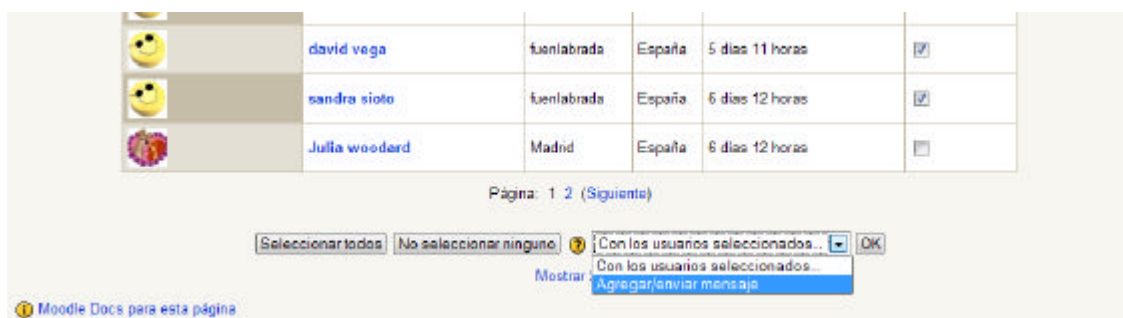 david vega fuenlabrada España 5 días 11 horas
sandra sioto fuenlabrada España 6 días 12 horas
Julia woodard Madrid España 6 días 12 horas
Página: 1 2 (Siguiente)
Seleccionar todos No seleccionar ninguno Con los usuarios seleccionados... OK
Con los usuarios seleccionados...
Mostrar
Agregar/enviar mensaje
Moodle Docs para esta página